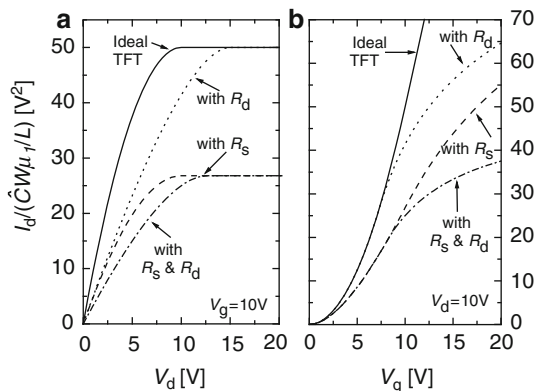 a
b
Ideal
TFT
with R_d
with R_s
with
R_s & R_d
V_g=10V
I_d/(ĈWμ_1/L) [V²]
0
10
20
30
40
50
60
0
5
10
15
20
V_d [V]
Ideal
TFT
with R_d
with R_s
with
R_s & R_d
V_d=10V
0
10
20
30
40
50
60
70
0
5
10
15
20
V_g [V]